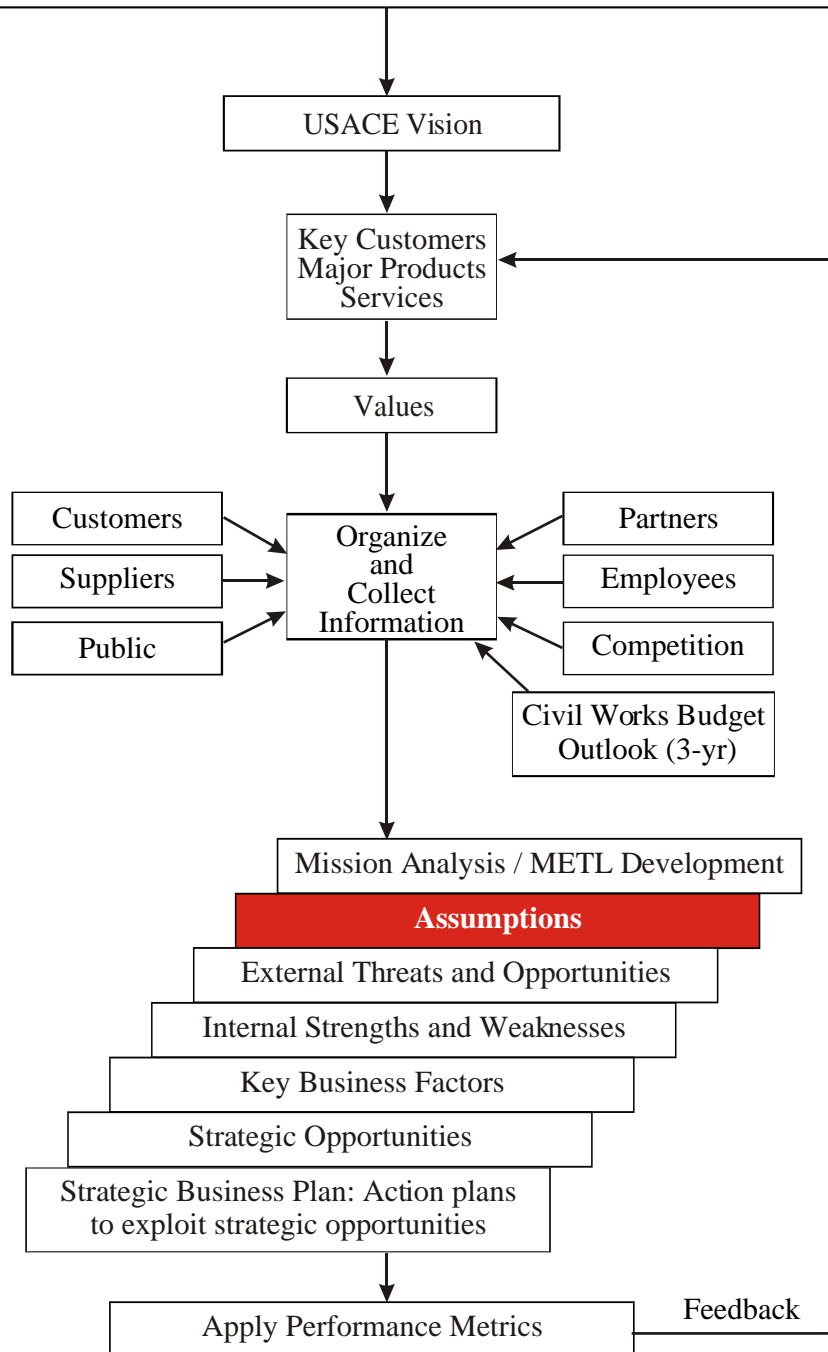 USACE Vision
Key Customers
Major Products
Services
Values
Customers
Suppliers
Public
Organize
and
Collect
Information
Partners
Employees
Competition
Civil Works Budget
Outlook (3-yr)
Mission Analysis / METL Development
Assumptions
External Threats and Opportunities
Internal Strengths and Weaknesses
Key Business Factors
Strategic Opportunities
Strategic Business Plan: Action plans
to exploit strategic opportunities
Apply Performance Metrics
Feedback